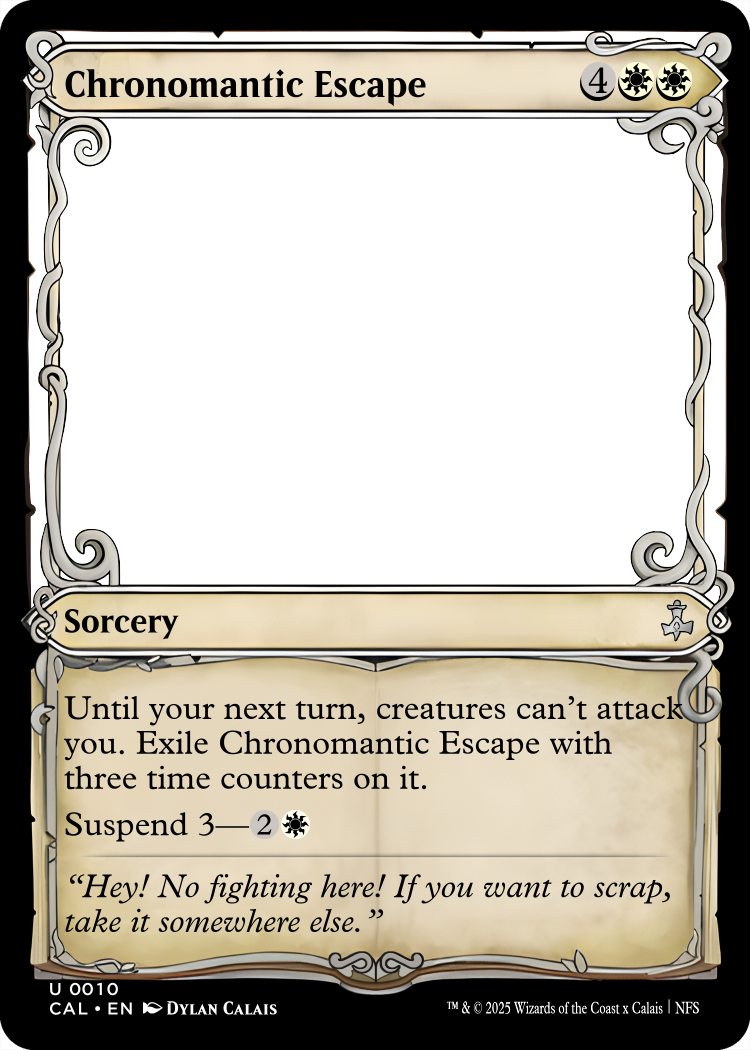 Chronomantic Escape 4
Sorcery
Until your next turn, creatures can’t attack
you. Exile Chronomantic Escape with
three time counters on it.
Suspend 3—2
“Hey! No fighting here! If you want to scrap,
take it somewhere else.”
U 0010
CAL • EN DYLAN CALAIS
™ & © 2025 Wizards of the Coast x Calais | NFS